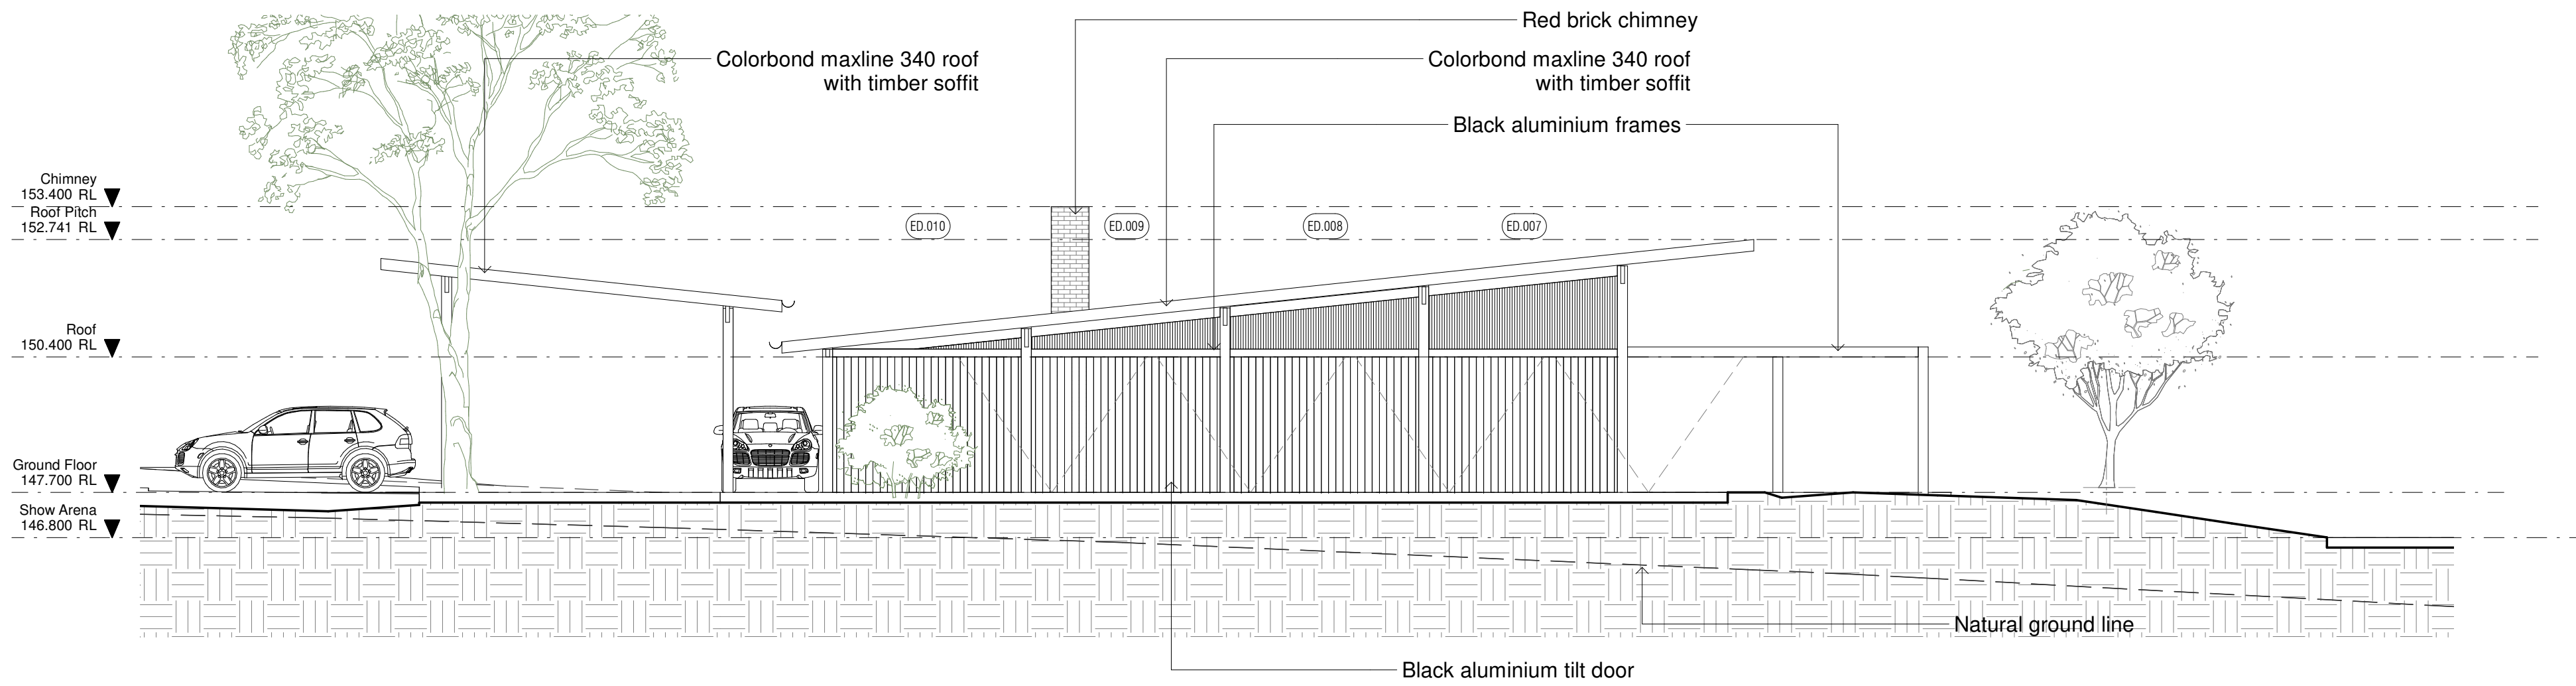 Red brick chimney
Colorbond maxline 340 roof
with timber soffit
Colorbond maxline 340 roof
with timber soffit
Black aluminium frames
Chimney
153.400 RL
Roof Pitch
152.741 RL
ED.010
ED.009
ED.008
ED.007
Roof
150.400 RL
Ground Floor
147.700 RL
Show Arena
146.800 RL
Natural ground line
Black aluminium tilt door